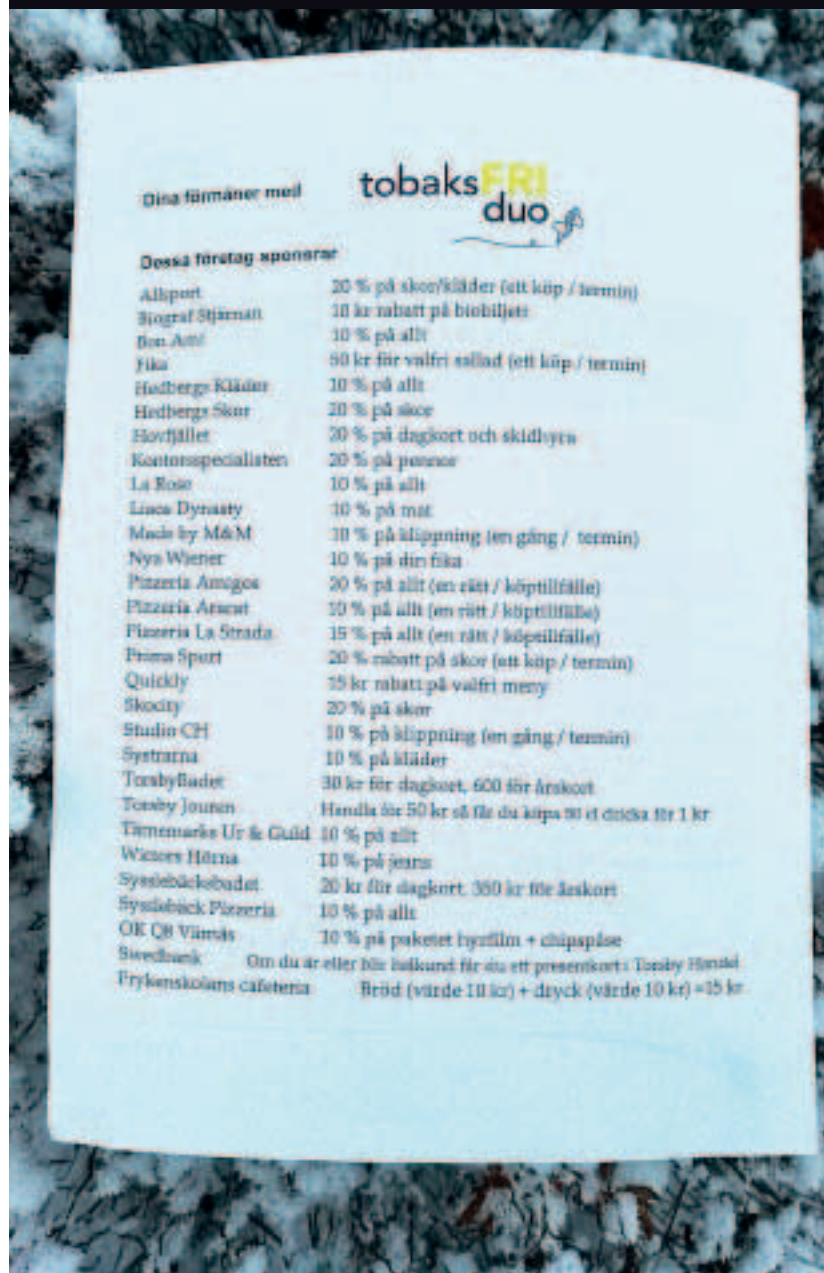 Dina förmåner med
tobaksFRI
duo
Dessa företag sponsrar
Allsport 20 % på skor/kläder (ett köp / termin)
Biograf Stjärnan 10 kr rabatt på biobiljett
Bon Ami 10 % på allt
Fika 50 kr för valfri sallad (ett köp / termin)
Hedbergs Kläder 10 % på allt
Hedbergs Skor 20 % på skor
Hovfjället 20 % på dagkort och skidhyra
Kontorsspecialisten 20 % på pennor
La Rose 10 % på allt
Dynasty 10 % på mat
Made by M&M 10 % på klippning (en gång / termin)
Nya Wiener 10 % på din fika
Pizzeria Amigos 20 % på allt (en rätt / köptillfälle)
Pizzeria Ararat 10 % på allt (en rätt / köptillfälle)
Pizzeria La Strada 15 % på allt (en rätt / köptillfälle)
Prima Sport 20 % rabatt på skor (ett köp / termin)
Quickly 15 kr rabatt på valfri meny
Skocity 20 % på skor
Studio CH 10 % på klippning (en gång / termin)
Systrarna 10 % på kläder
Torsbybadet 30 kr för dagkort, 600 för årskort
Torsby Jouren Handla för 50 kr så får du köpa 50 cl dricka för 1 kr
Ur & Guld 10 % på allt
Hörna 10 % på jeans
Sysslebäcksbadet 20 kr för dagkort, 350 kr för årskort
Sysslebäck Pizzeria 10 % på allt
OK Q8 Vitsand 10 % på paketet hyrfilm + chipspåse
Swedbank Om du är eller blir helkund får du ett presentkort i Torsby Handel
Frykenskolans cafeteria Bröd (värde 10 kr) + dryck (värde 10 kr) =15 kr